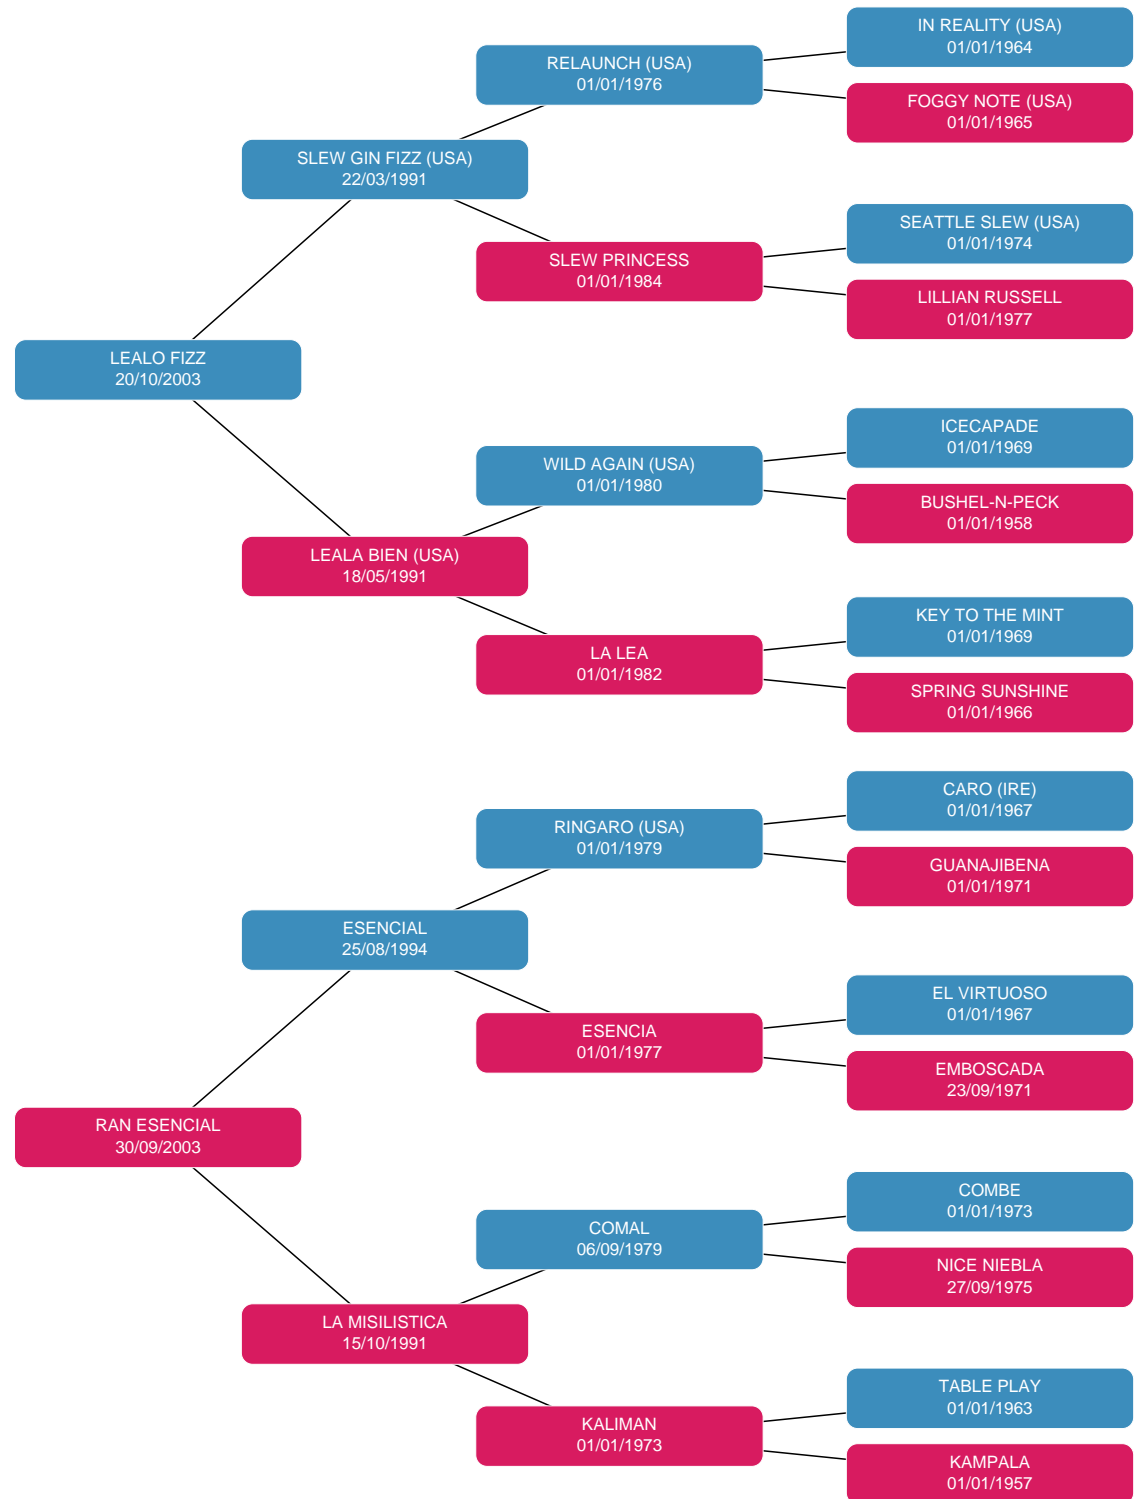 IN REALITY (USA)
01/01/1964
RELAUNCH (USA)
01/01/1976
FOGGY NOTE (USA)
01/01/1965
SLEW GIN FIZZ (USA)
22/03/1991
SEATTLE SLEW (USA)
01/01/1974
SLEW PRINCESS
01/01/1984
LILLIAN RUSSELL
01/01/1977
LEALO FIZZ
20/10/2003
ICECAPADE
01/01/1969
WILD AGAIN (USA)
01/01/1980
BUSHEL-N-PECK
01/01/1958
LEALA BIEN (USA)
18/05/1991
KEY TO THE MINT
01/01/1969
LA LEA
01/01/1982
SPRING SUNSHINE
01/01/1966
CARO (IRE)
01/01/1967
RINGARO (USA)
01/01/1979
GUANAJIBENA
01/01/1971
ESENCIAL
25/08/1994
EL VIRTUOSO
01/01/1967
ESENCIA
01/01/1977
EMBOSCADA
23/09/1971
RAN ESENCIAL
30/09/2003
COMBE
01/01/1973
COMAL
06/09/1979
NICE NIEBLA
27/09/1975
LA MISILISTICA
15/10/1991
TABLE PLAY
01/01/1963
KALIMAN
01/01/1973
KAMPALA
01/01/1957